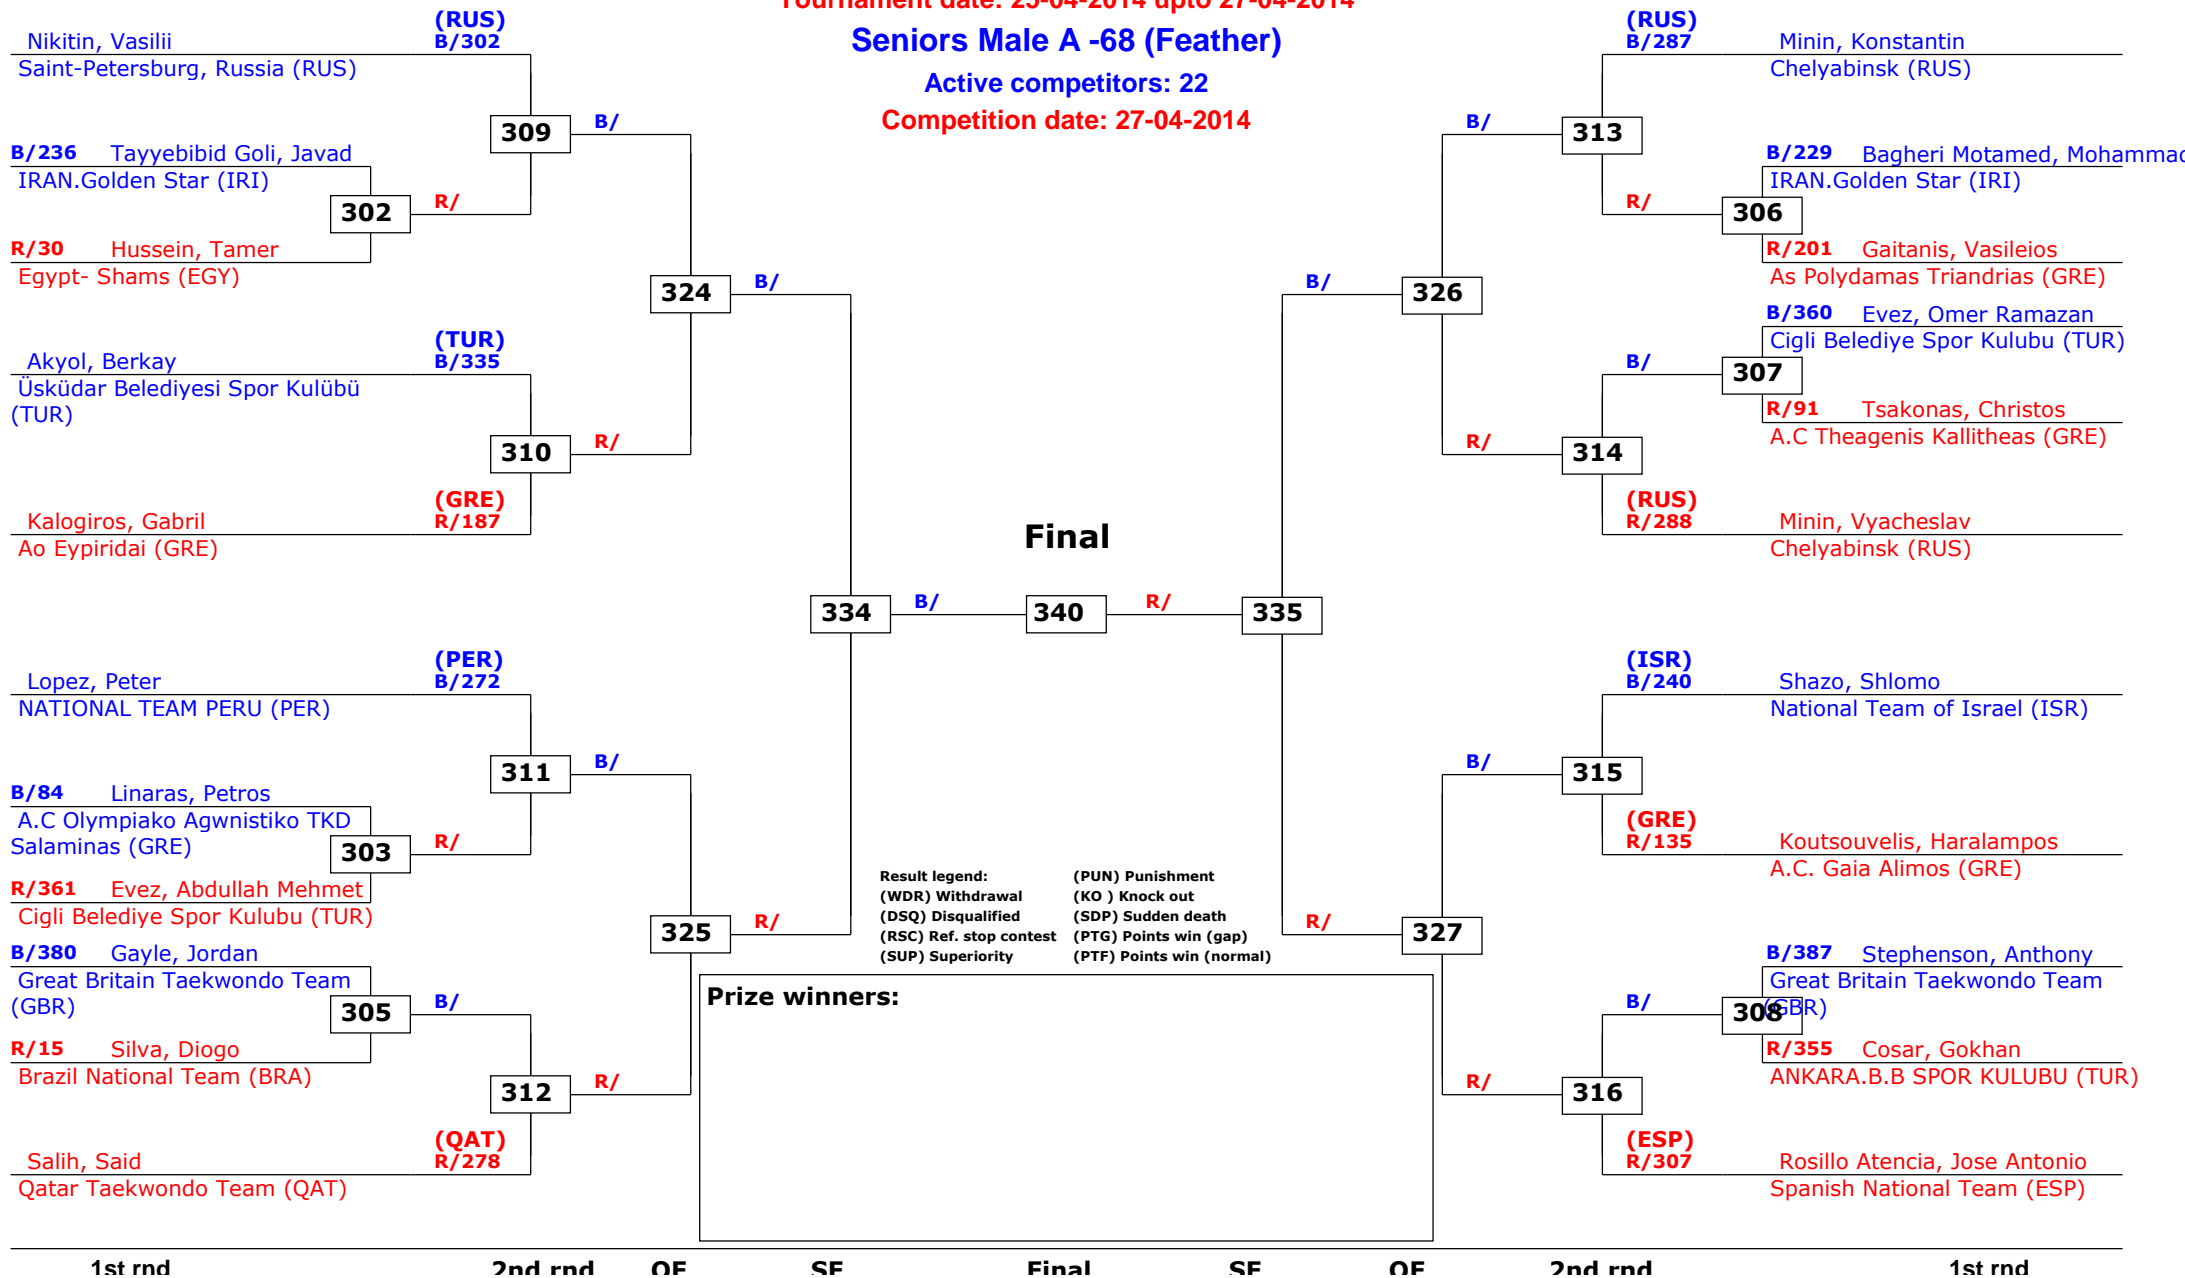 Tournament date: 25-04-2014 upto 27-04-2014
Seniors Male A -68 (Feather)
Active competitors: 22
Competition date: 27-04-2014
(RUS)
Nikitin, Vasilii B/302
Saint-Petersburg, Russia (RUS)
309
B/
B/236 Tayyebibid Goli, Javad
IRAN.Golden Star (IRI)
302
R/
R/30 Hussein, Tamer
Egypt- Shams (EGY)
324
B/
(TUR)
Akyol, Berkay B/335
Üsküdar Belediyesi Spor Kulübü
(TUR)
310
R/
(GRE)
Kalogiros, Gabril R/187
Ao Eypiridai (GRE)
334
B/
(PER)
Lopez, Peter B/272
NATIONAL TEAM PERU (PER)
311
B/
B/84 Linaras, Petros
A.C Olympiako Agwnistiko TKD
Salaminas (GRE)
303
R/
R/361 Evez, Abdullah Mehmet
Cigli Belediye Spor Kulubu (TUR)
325
R/
B/380 Gayle, Jordan
Great Britain Taekwondo Team
(GBR)
305
B/
R/15 Silva, Diogo
Brazil National Team (BRA)
312
R/
(QAT)
Salih, Said R/278
Qatar Taekwondo Team (QAT)
Final
340
R/
335
(RUS)
B/287 Minin, Konstantin
Chelyabinsk (RUS)
B/
313
B/229 Bagheri Motamed, Mohammad
IRAN.Golden Star (IRI)
R/
306
R/201 Gaitanis, Vasileios
As Polydamas Triandrias (GRE)
B/
326
B/360 Evez, Omer Ramazan
Cigli Belediye Spor Kulubu (TUR)
B/
307
R/91 Tsakonas, Christos
A.C Theagenis Kallitheas (GRE)
R/
314
(RUS)
R/288 Minin, Vyacheslav
Chelyabinsk (RUS)
(ISR)
B/240 Shazo, Shlomo
National Team of Israel (ISR)
B/
315
(GRE)
R/135 Koutsouvelis, Haralampos
A.C. Gaia Alimos (GRE)
R/
327
B/387 Stephenson, Anthony
Great Britain Taekwondo Team
(GBR)
B/
308
R/355 Cosar, Gokhan
ANKARA.B.B SPOR KULUBU (TUR)
R/
316
(ESP)
R/307 Rosillo Atencia, Jose Antonio
Spanish National Team (ESP)
Result legend: (PUN) Punishment
(WDR) Withdrawal (KO ) Knock out
(DSQ) Disqualified (SDP) Sudden death
(RSC) Ref. stop contest (PTG) Points win (gap)
(SUP) Superiority (PTF) Points win (normal)
Prize winners:
1st rnd 2nd rnd QF SF Final SF QF 2nd rnd 1st rnd